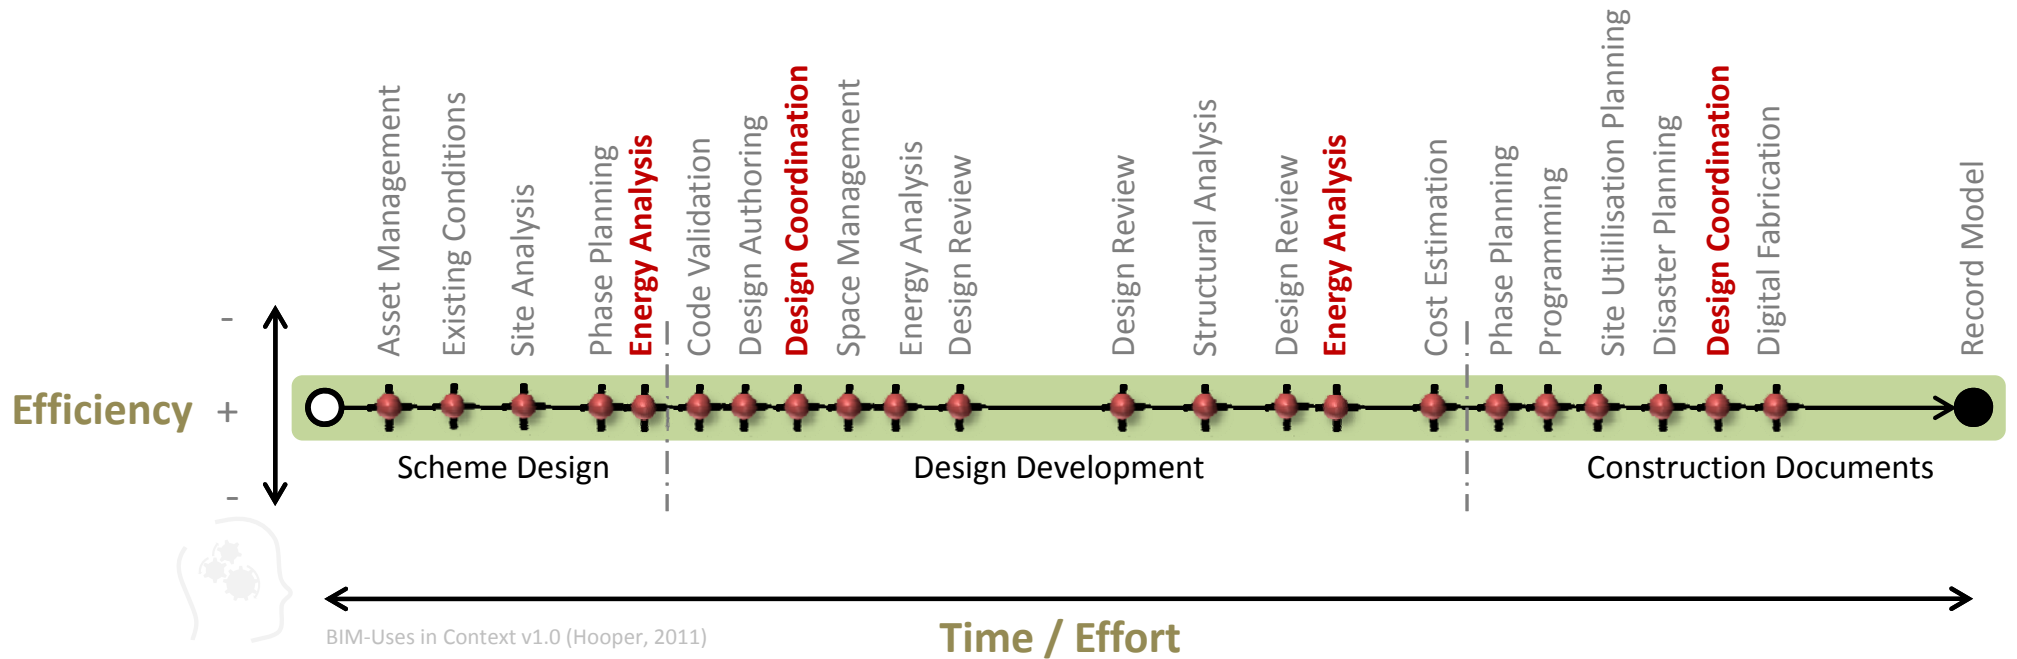 Asset Management
Existing Conditions
Site Analysis
Phase Planning
Energy Analysis
Code Validation
Design Authoring
Design Coordination
Space Management
Energy Analysis
Design Review
Design Review
Structural Analysis
Design Review
Energy Analysis
Cost Estimation
Phase Planning
Programming
Site Utililisation Planning
Disaster Planning
Design Coordination
Digital Fabrication
Record Model
-
Efficiency +
-
Scheme Design
Design Development
Construction Documents
BIM-Uses in Context v1.0 (Hooper, 2011)
Time / Effort